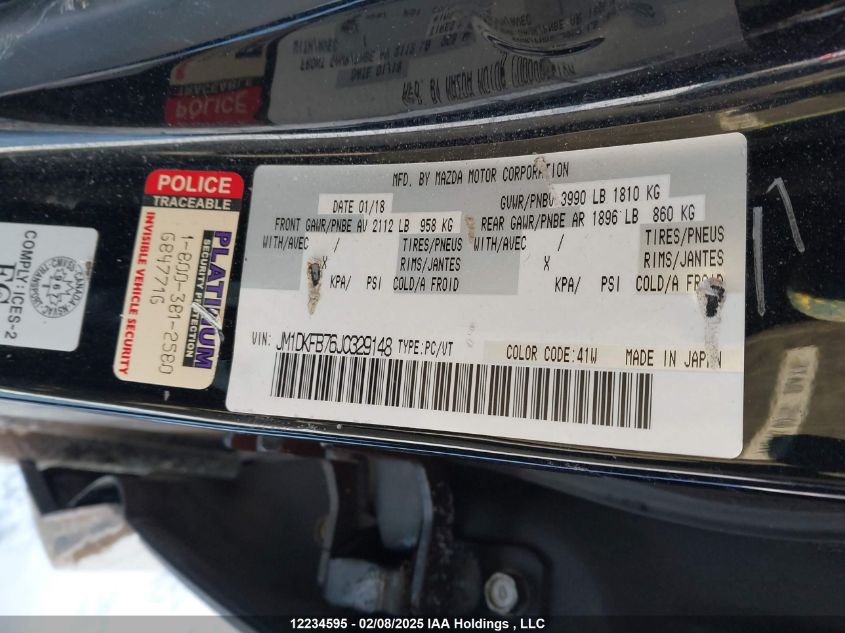 MFD. BY MAZDA MOTOR CORPORATION
DATE 01/18 GVWR/PNBV 3990 LB 1810 KG
FRONT GAWR/PNBE AV 2112 LB 958 KG REAR GAWR/PNBE AR 1896 LB 860 KG
WITH/AVEC / TIRES/PNEUS WITH/AVEC / TIRES/PNEUS
X RIMS/JANTES X RIMS/JANTES
KPA/ PSI COLD/A FROID KPA/ PSI COLD/A FROID
VIN: JM1DKFB76J0329148 TYPE:PC/VT COLOR CODE:41W MADE IN JAPAN
POLICE
TRACEABLE
PLATINUM
SECURITY PROTECTION
1-800-381-2580
G84771G
VEHICLE SECURITY
COMPLY: ICES-2
12234595 - 02/08/2025 IAA Holdings , LLC